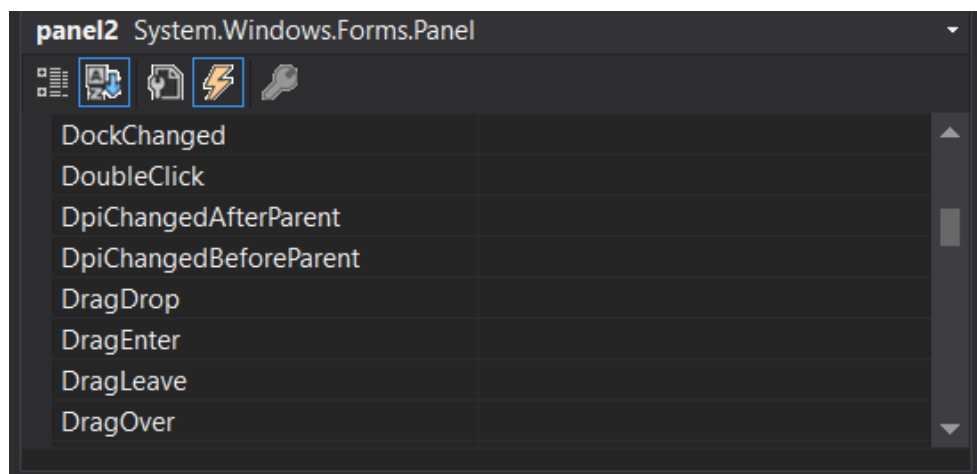 panel2 System.Windows.Forms.Panel
DockChanged
DoubleClick
DpiChangedAfterParent
DpiChangedBeforeParent
DragDrop
DragEnter
DragLeave
DragOver